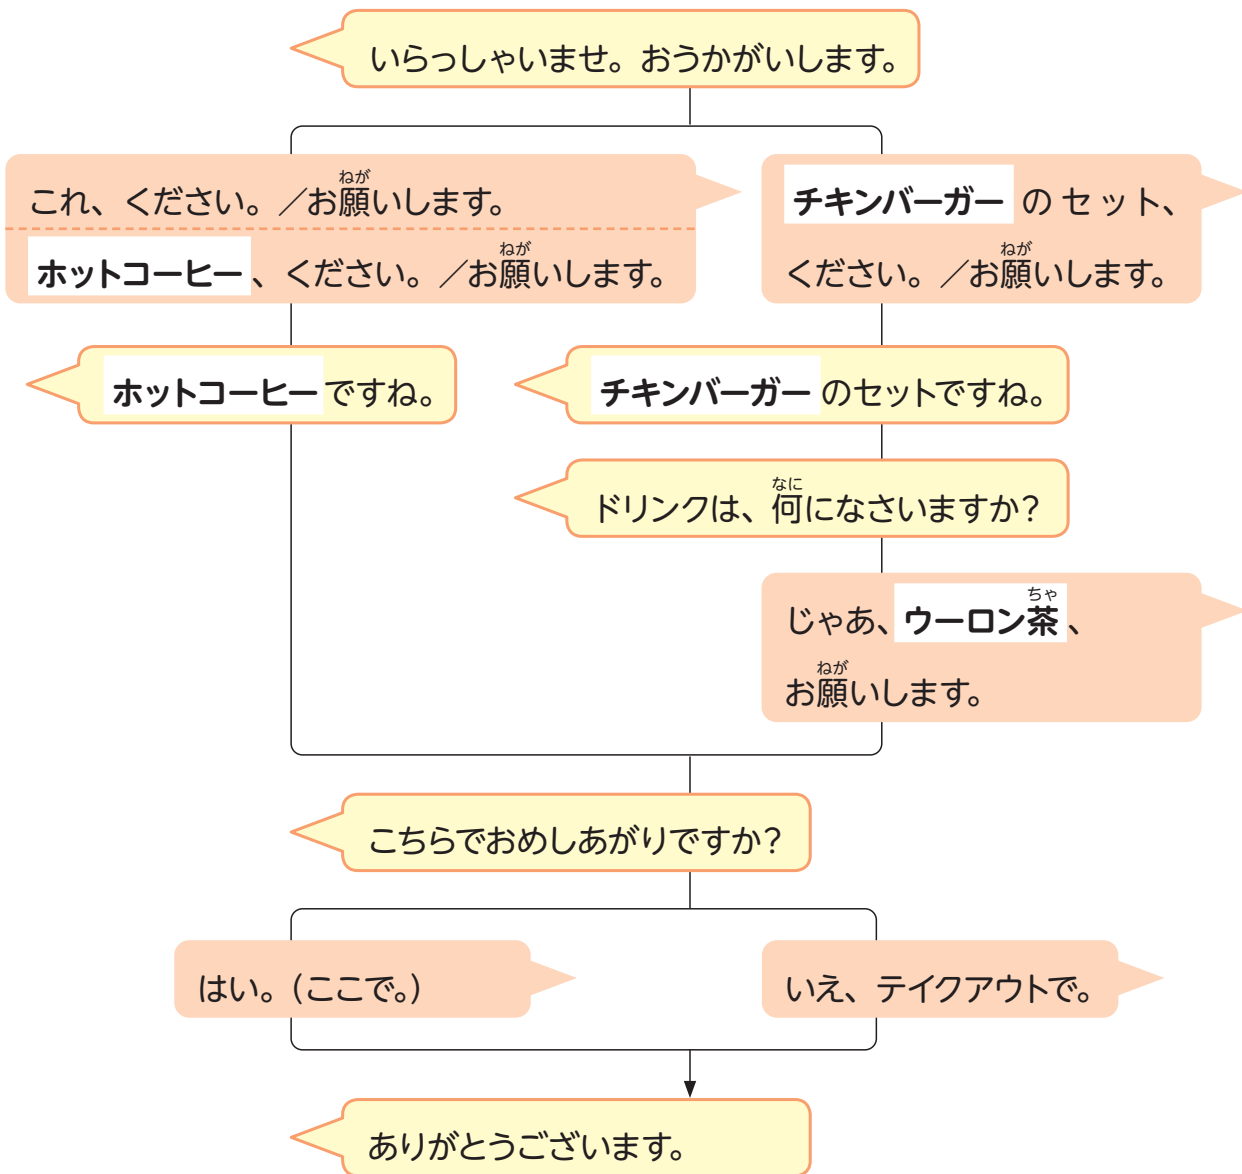 いらっしゃいませ。おうかがいします。
これ、ください。／お願いします。
ねが
ホットコーヒー、ください。／お願いします。
ねが
チキンバーガーのセット、
ください。／お願いします。
ねが
ホットコーヒーですね。
チキンバーガーのセットですね。
ドリンクは、何になさいますか?
なに
じゃあ、ウーロン茶、
ちゃ
お願いします。
ねが
こちらでおめしあがりですか?
はい。(ここで。)
いえ、テイクアウトで。
ありがとうございます。